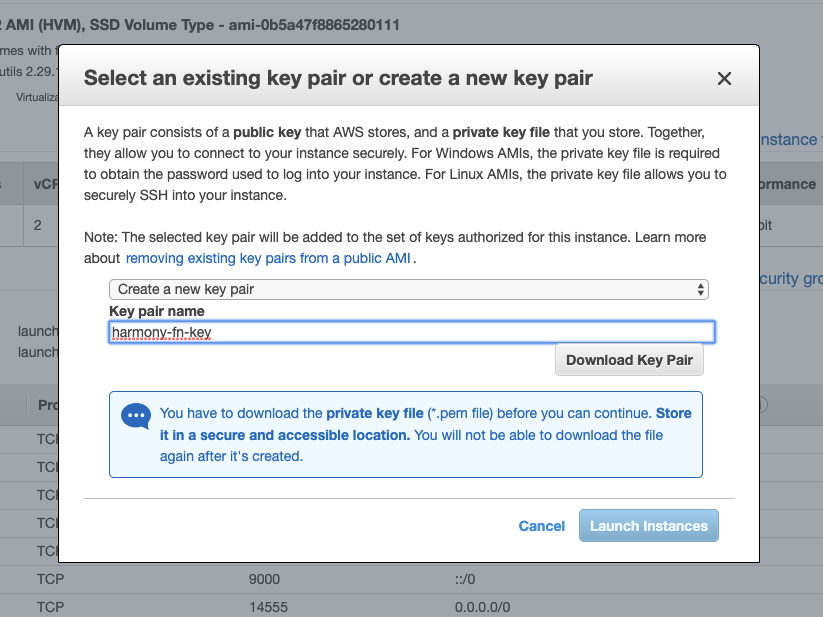 2 AMI (HVM), SSD Volume Type - ami-0b5a47f8865280111
mes with
utils 2.29.
Virtualiza
Select an existing key pair or create a new key pair
A key pair consists of a public key that AWS stores, and a private key file that you store. Together,
they allow you to connect to your instance securely. For Windows AMIs, the private key file is required
to obtain the password used to log into your instance. For Linux AMIs, the private key file allows you to
securely SSH into your instance.
nstance
vCP
ormance
2
bit
Note: The selected key pair will be added to the set of keys authorized for this instance. Learn more
about removing existing key pairs from a public AMI.
curity gro
Create a new key pair
Key pair name
harmony-fn-key
launch
launch
Download Key Pair
You have to download the private key file (*.pem file) before you can continue. Store
it in a secure and accessible location. You will not be able to download the file
again after it's created.
Pro
TCI
TCI
TCI
TCI
TCI
Cancel Launch Instances
TCP 9000 ::/0
TCP 14555 0.0.0.0/0